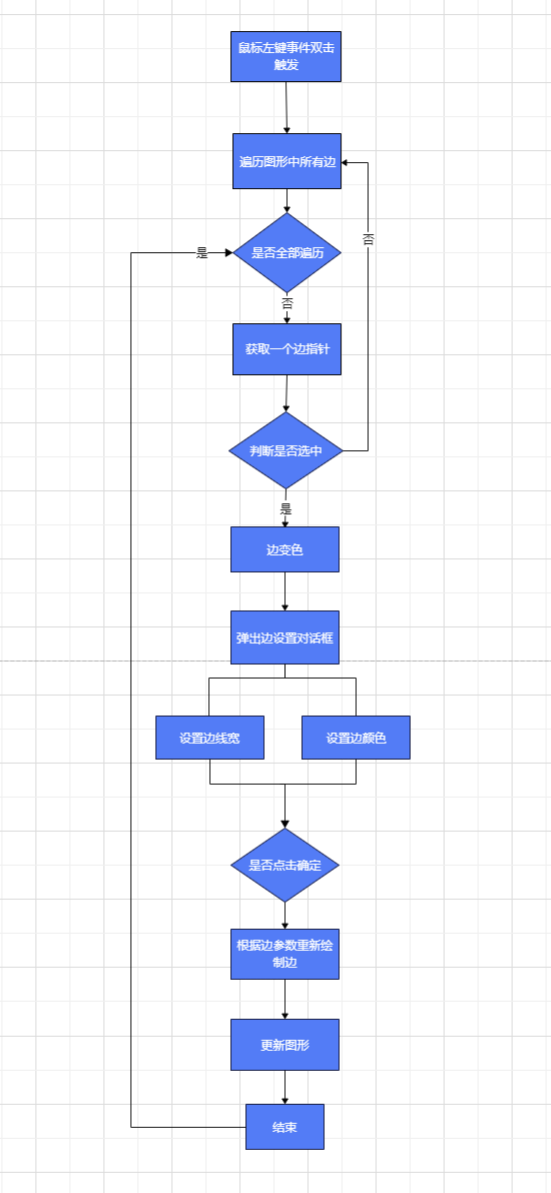 鼠标左键事件双击
触发
遍历图形中所有边
否
是
是否全部遍历
否
获取一个边指针
判断是否选中
是
边变色
弹出边设置对话框
设置边线宽
设置边颜色
是否点击确定
根据边参数重新绘
制边
更新图形
结束